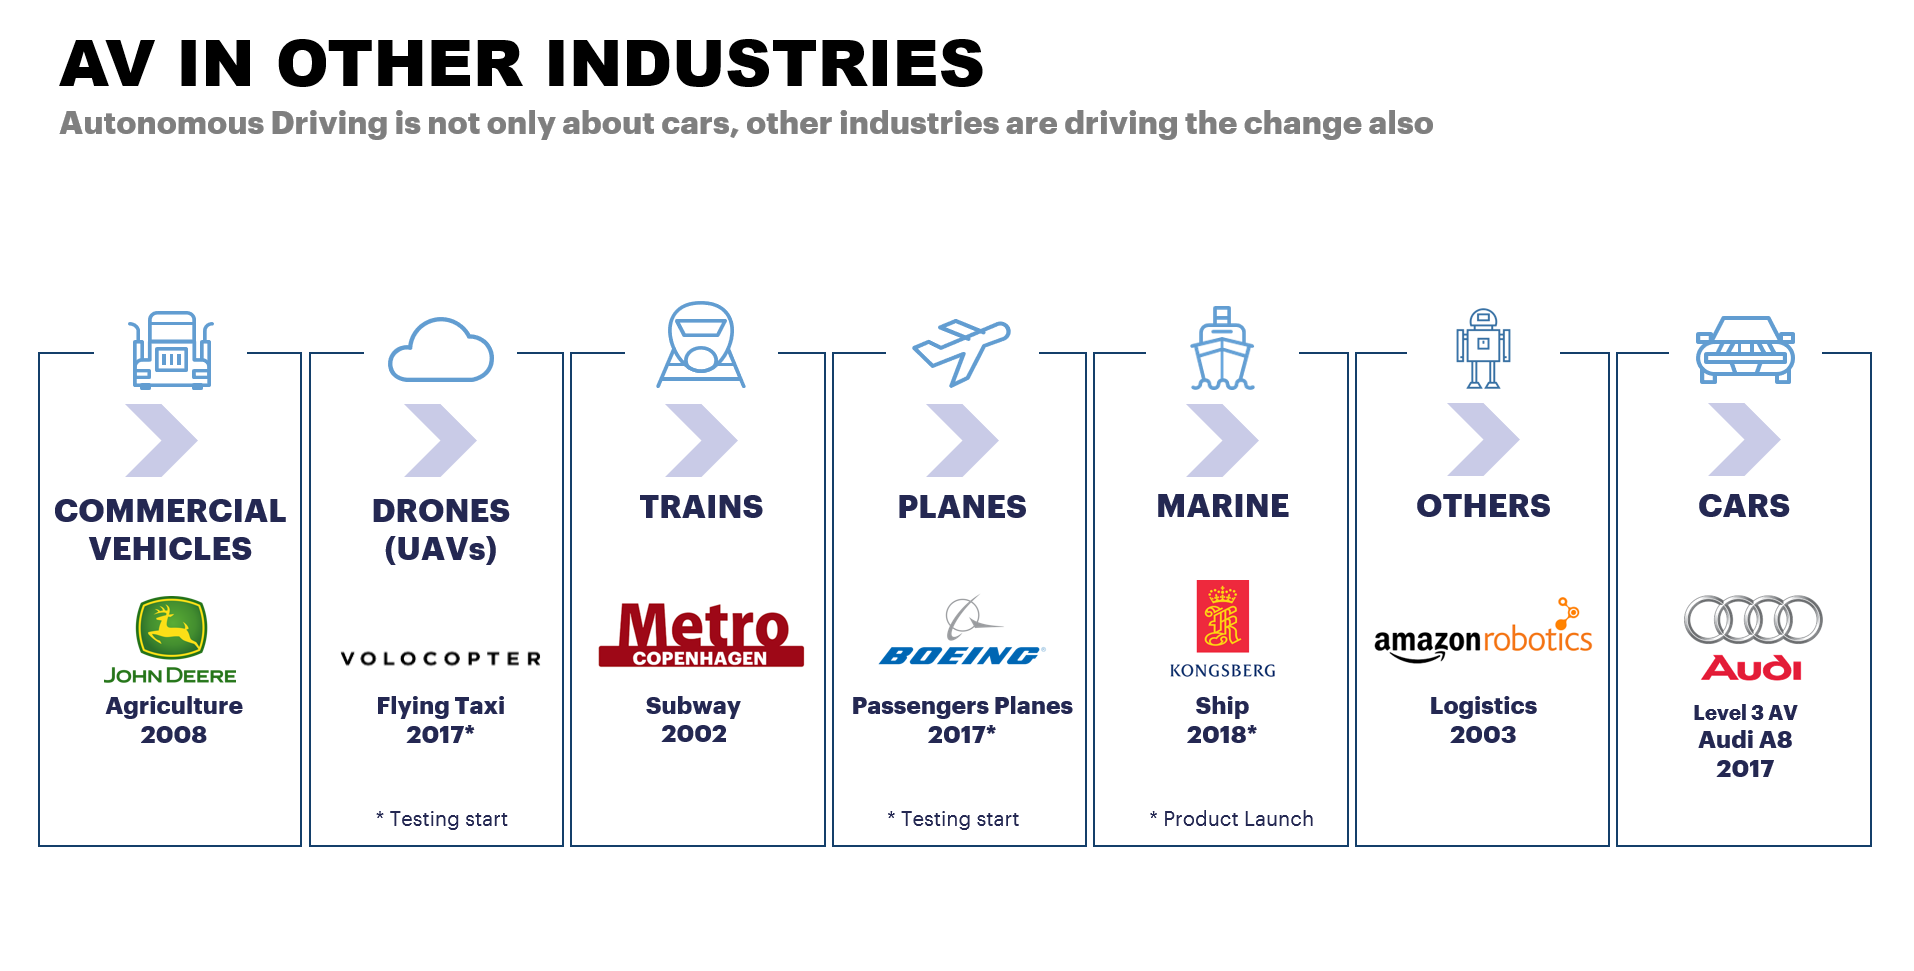 AV IN OTHER INDUSTRIES
Autonomous Driving is not only about cars, other industries are driving the change also
COMMERCIAL
VEHICLES
JOHN DEERE
Agriculture
2008
DRONES
(UAVs)
VOLOCOPTER
Flying Taxi
2017*
* Testing start
TRAINS
Metro
COPENHAGEN
Subway
2002
PLANES
BOEING
Passengers Planes
2017*
* Testing start
MARINE
KONGSBERG
Ship
2018*
* Product Launch
OTHERS
amazonrobotics
Logistics
2003
CARS
Audi
Level 3 AV
Audi A8
2017